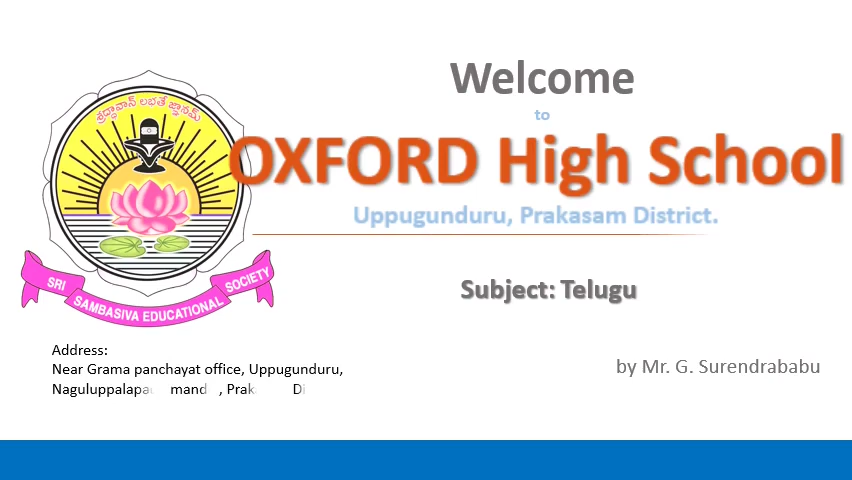 Welcome
to
OXFORD High School
Uppugunduru, Prakasam District.
శ్రద్ధావాన్ లభతే జ్ఞానమ్
SRI SAMBASIVA EDUCATIONAL SOCIETY
Subject: Telugu
by Mr. G. Surendrababu
Address:
Near Grama panchayat office, Uppugunduru,